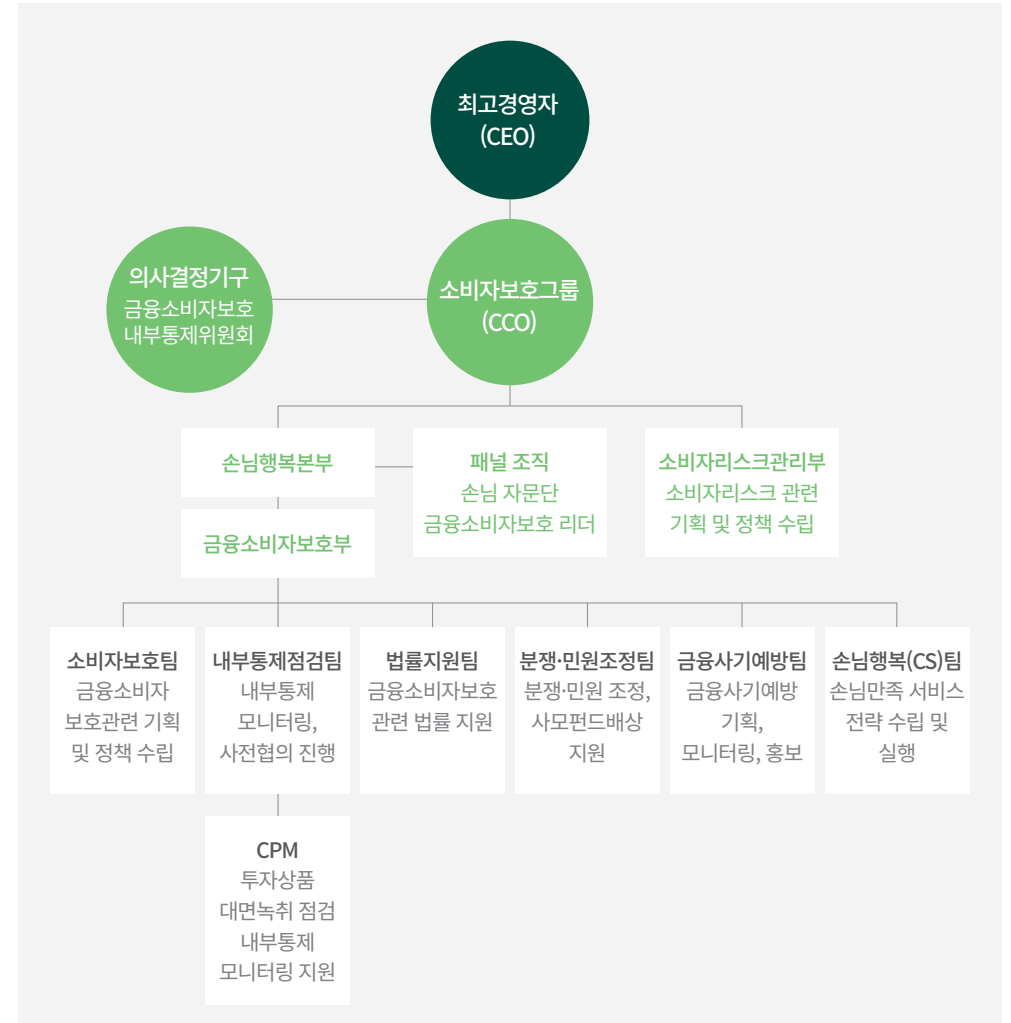 최고경영자
(CEO)
의사결정기구
금융소비자보호
내부통제위원회
소비자보호그룹
(CCO)
손님행복본부
패널 조직
손님 자문단
금융소비자보호 리더
소비자리스크관리부
소비자리스크 관련
기획 및 정책 수립
금융소비자보호부
소비자보호팀
금융소비자
보호관련 기획
및 정책 수립
내부통제점검팀
내부통제
모니터링,
사전협의 진행
법률지원팀
금융소비자보호
관련 법률 지원
분쟁·민원조정팀
분쟁·민원 조정,
사모펀드배상
지원
금융사기예방팀
금융사기예방
기획,
모니터링, 홍보
손님행복(CS)팀
손님만족 서비스
전략 수립 및
실행
CPM
투자상품
대면녹취 점검
내부통제
모니터링 지원